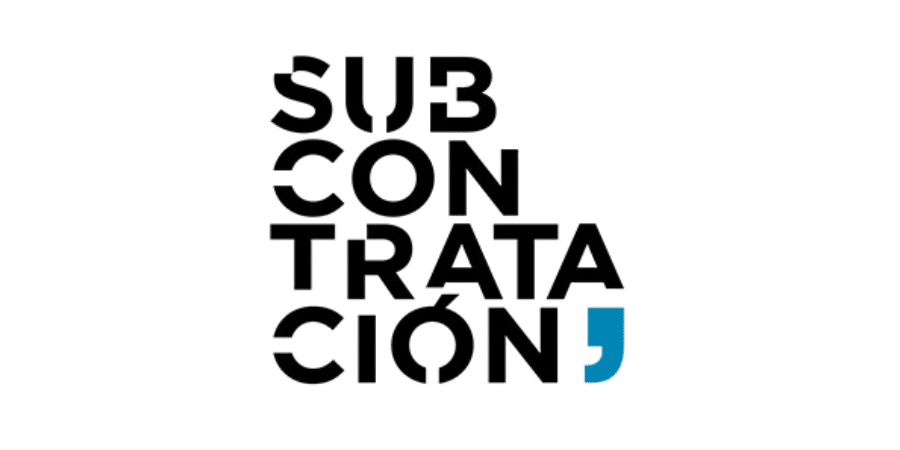 SUB
CON
TRATA
CIÓN,